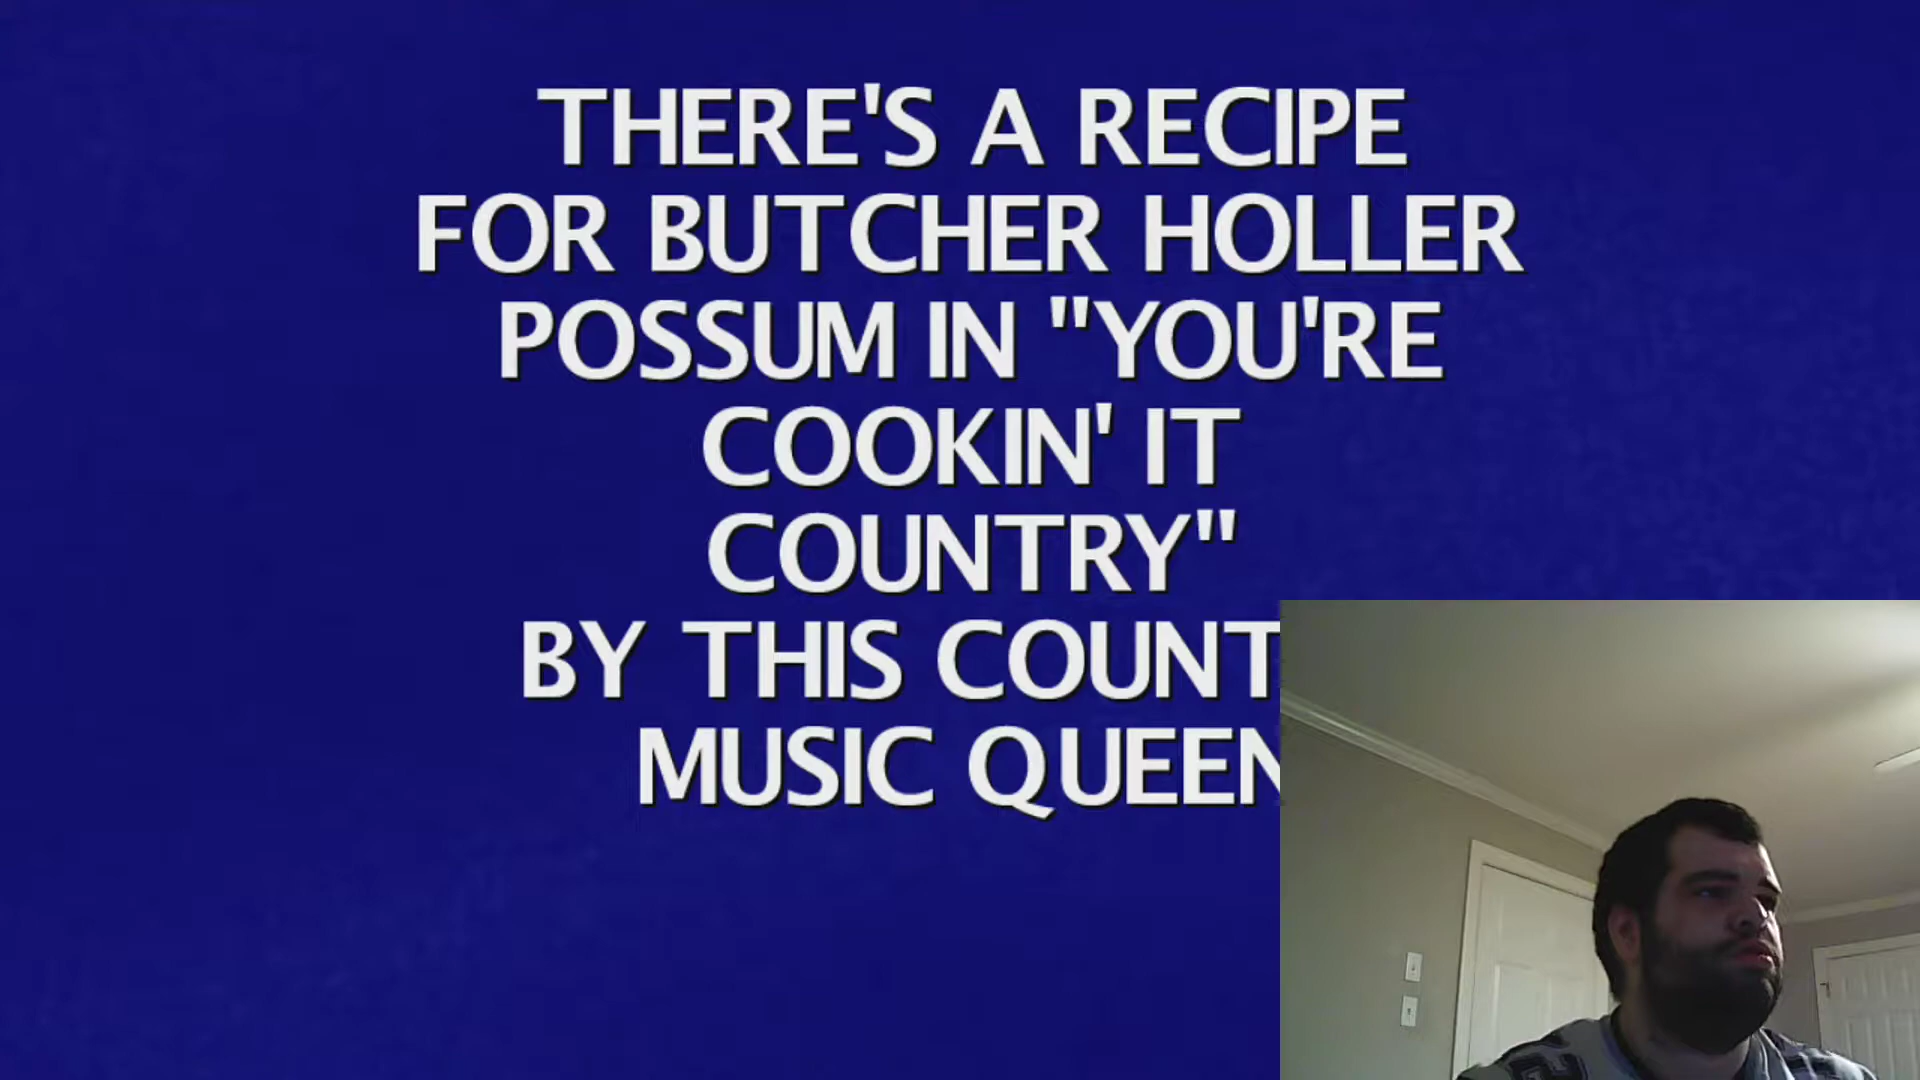 THERE'S A RECIPE
FOR BUTCHER HOLLER
POSSUM IN "YOU'RE
COOKIN' IT
COUNTRY"
BY THIS COUNT
MUSIC QUEEN